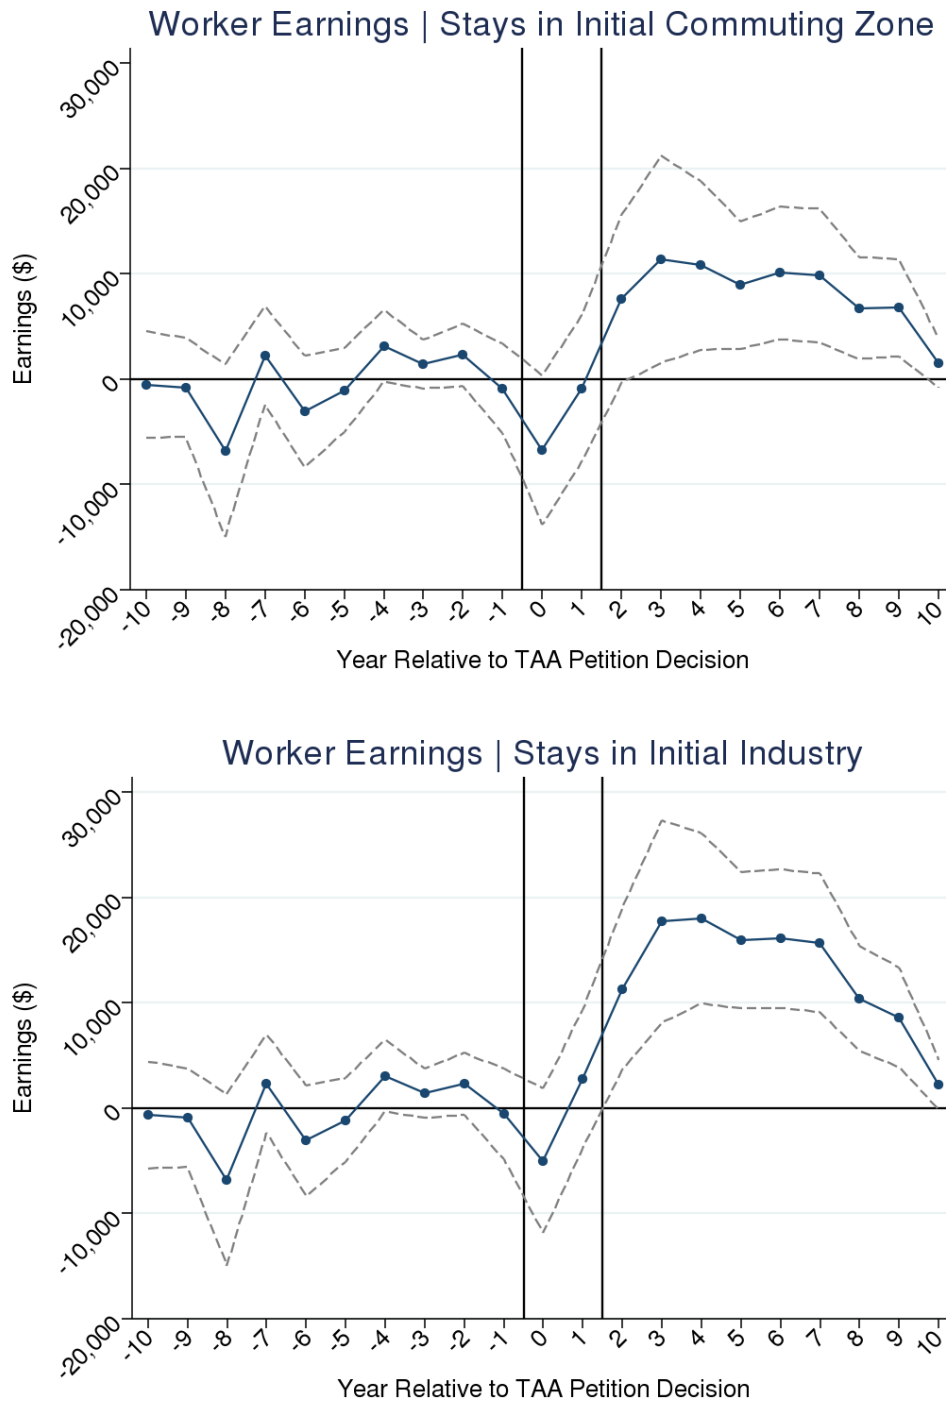 Worker Earnings | Stays in Initial Commuting Zone
Earnings ($)
30,000
20,000
10,000
0
-10,000
-20,000
-10 -9 -8 -7 -6 -5 -4 -3 -2 -1 0 1 2 3 4 5 6 7 8 9 10
Year Relative to TAA Petition Decision
Worker Earnings | Stays in Initial Industry
Earnings ($)
30,000
20,000
10,000
0
-10,000
-20,000
-10 -9 -8 -7 -6 -5 -4 -3 -2 -1 0 1 2 3 4 5 6 7 8 9 10
Year Relative to TAA Petition Decision